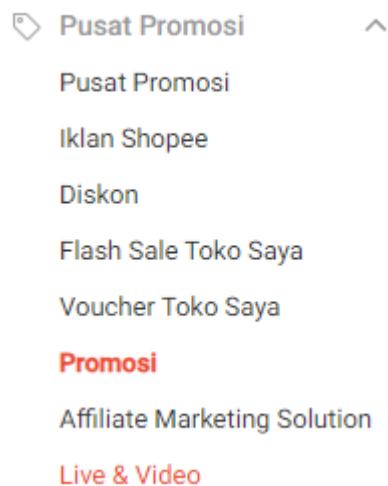 Pusat Promosi
Pusat Promosi
Iklan Shopee
Diskon
Flash Sale Toko Saya
Voucher Toko Saya
Promosi
Affiliate Marketing Solution
Live & Video